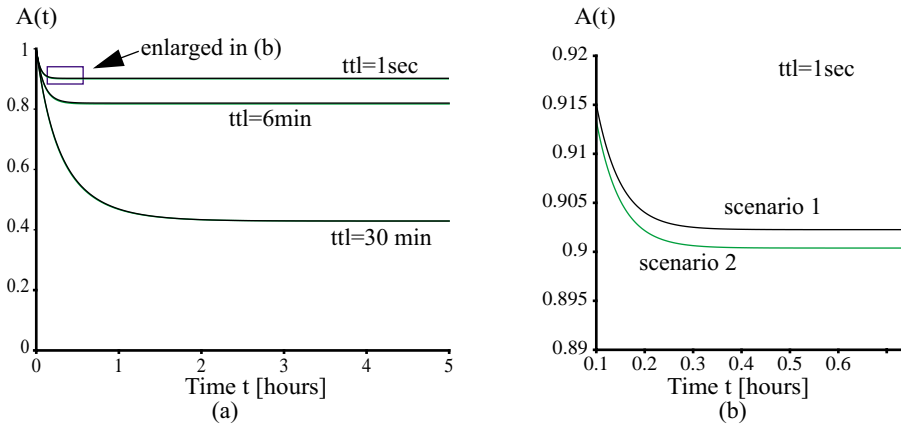 A(t)
1
0.8
0.6
0.4
0.2
0
enlarged in (b)
ttl=1sec
ttl=6min
ttl=30 min
0 1 2 3 4 5
Time t [hours]
(a)
A(t)
0.92
0.915
0.91
0.905
0.9
0.895
0.89
ttl=1sec
scenario 1
scenario 2
0.1 0.2 0.3 0.4 0.5 0.6
Time t [hours]
(b)